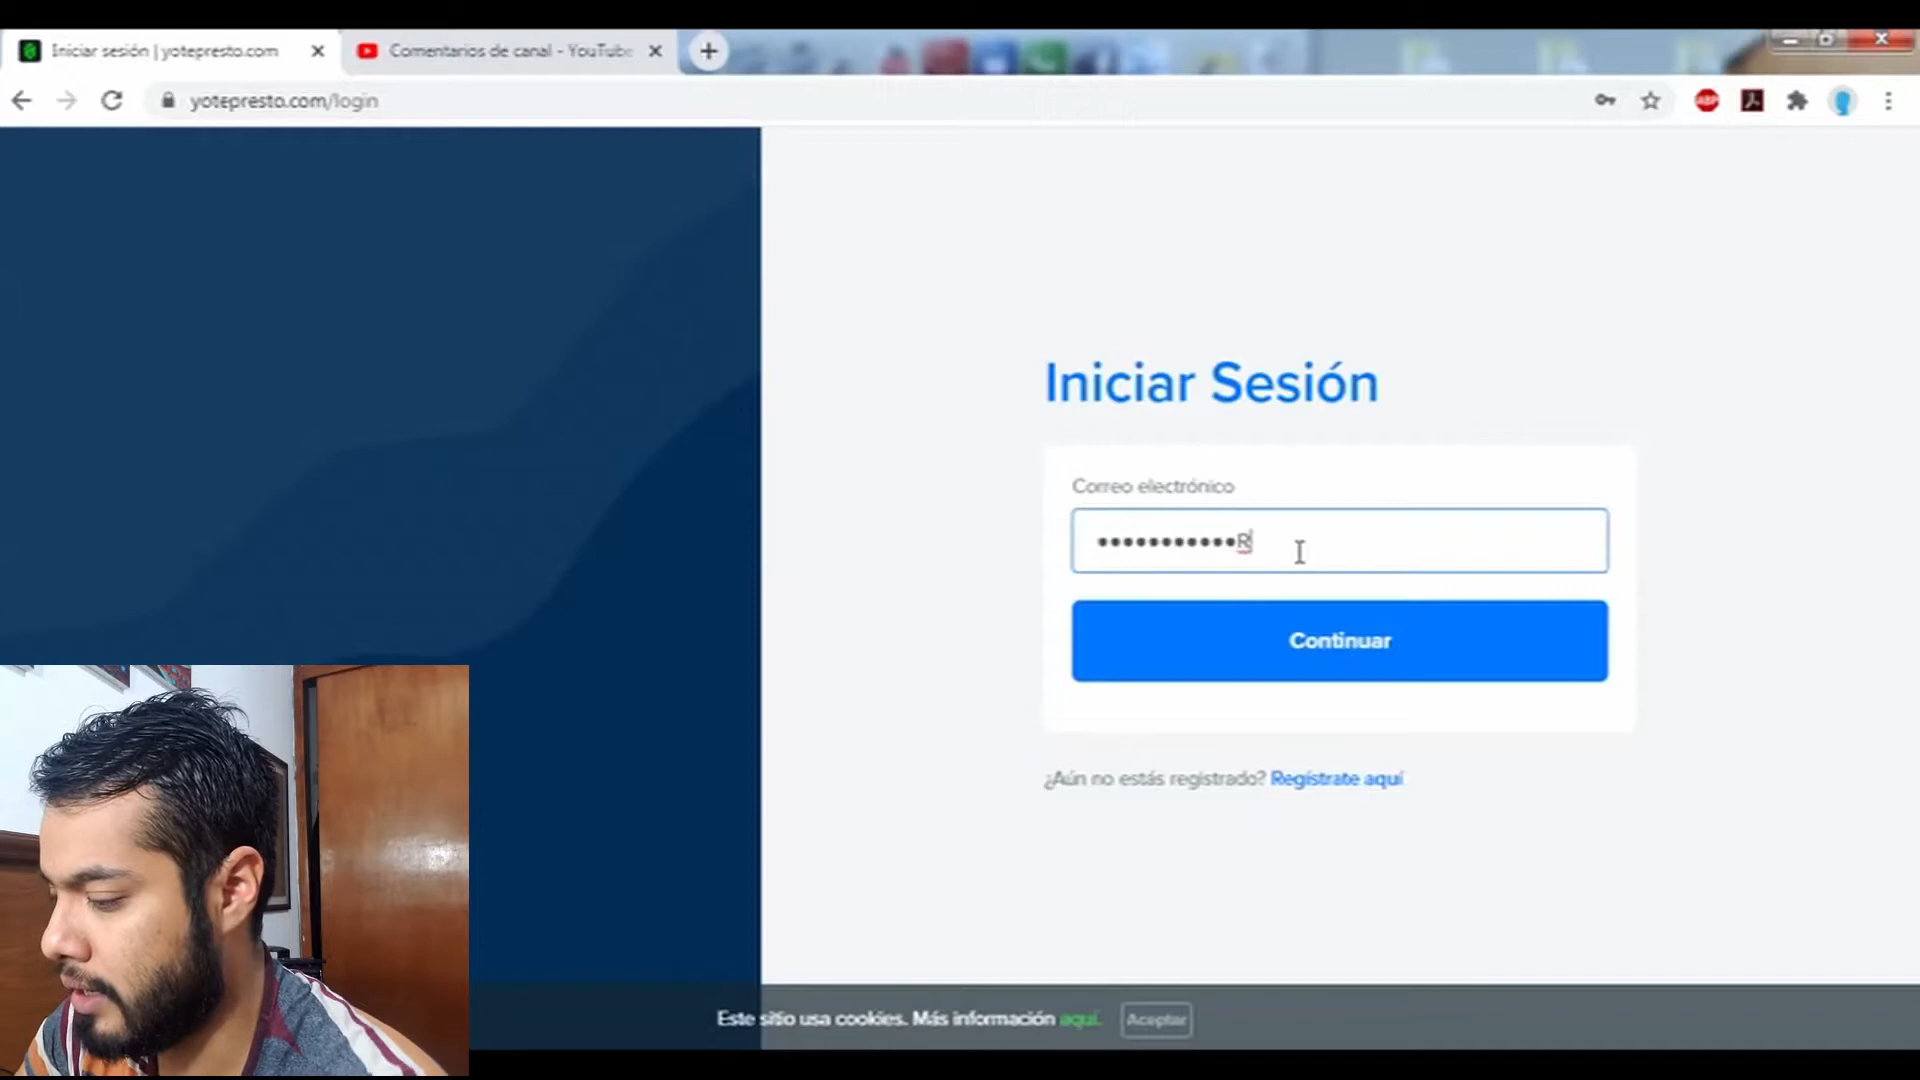 Iniciar sesión | yotepresto.com
Comentarios de canal - YouTube
yotepresto.com/login
ABP
Iniciar Sesión
Correo electrónico
•••••••••••R
Continuar
¿Aún no estás registrado? Regístrate aquí
Este sitio usa cookies. Más información aquí. Aceptar